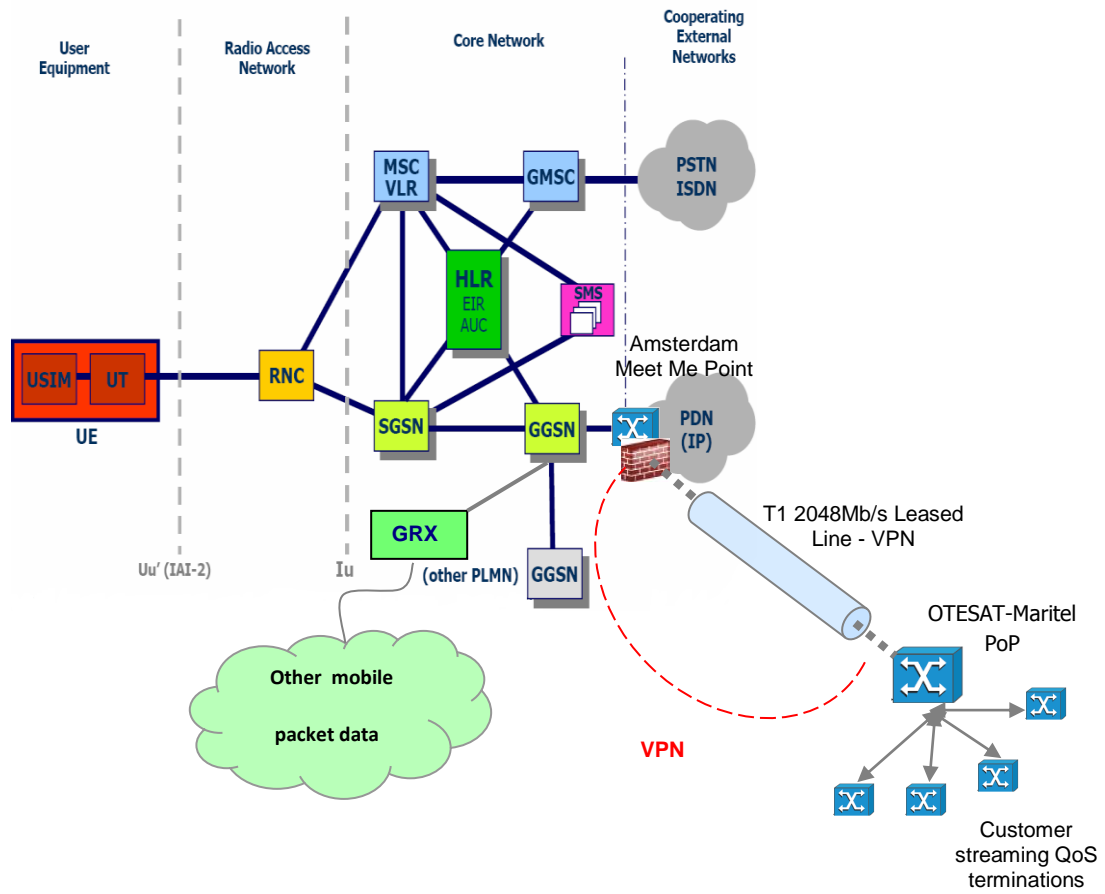 User
Equipment
Radio Access
Network
Core Network
Cooperating
External
Networks
MSC
VLR
GMSC
PSTN
ISDN
HLR
EIR
AUC
SMS
Amsterdam
Meet Me Point
USIM
UT
UE
RNC
SGSN
GGSN
PDN
(IP)
T1 2048Mb/s Leased
Line - VPN
GRX
(other PLMN)
GGSN
Uu' (IAI-2)
Iu
OTESAT-Maritel
PoP
Other mobile
packet data
VPN
Customer
streaming QoS
terminations